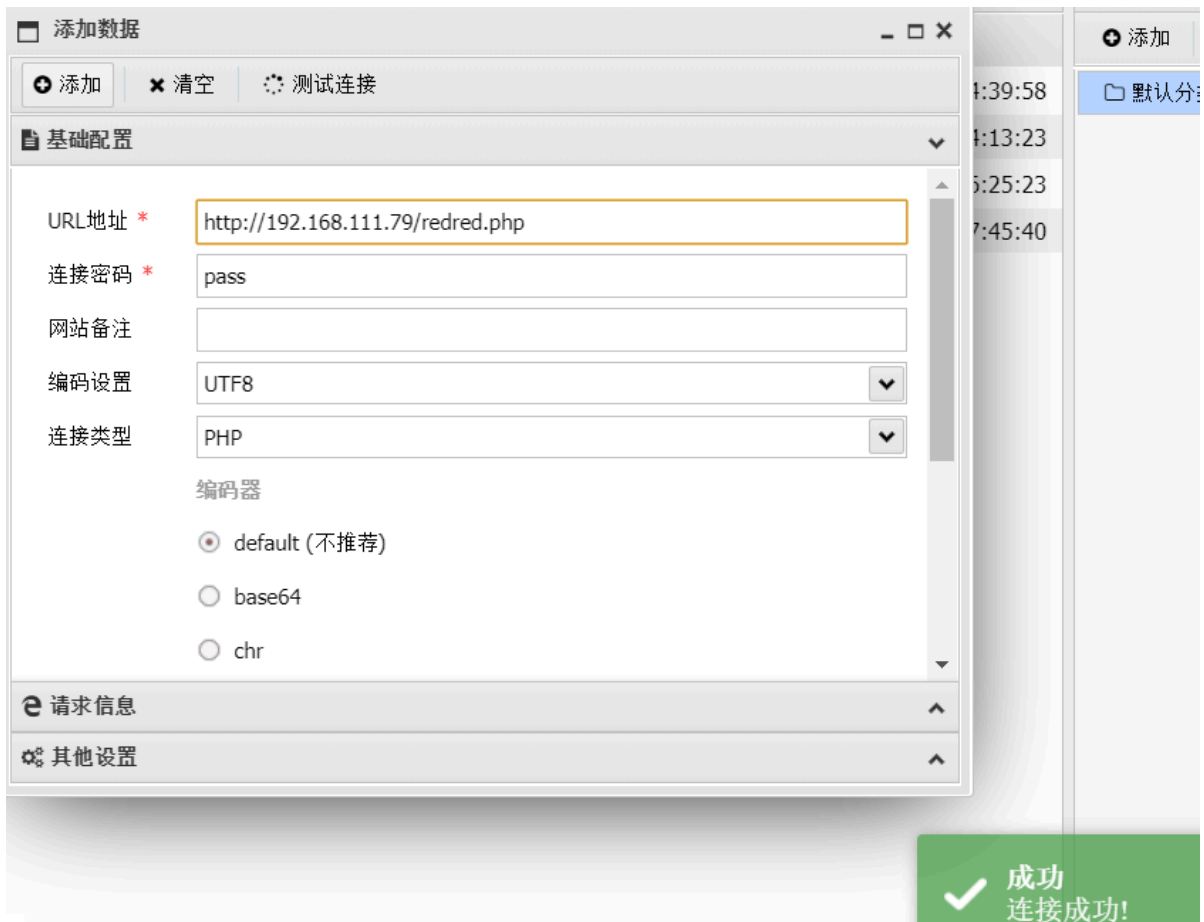 添加数据
添加 清空 测试连接
基础配置
URL地址 *
http://192.168.111.79/redred.php
连接密码 *
pass
网站备注
编码设置
UTF8
连接类型
PHP
编码器
default (不推荐)
base64
chr
请求信息
其他设置
:39:58
:13:23
:25:23
:45:40
添加
默认分
成功
连接成功!